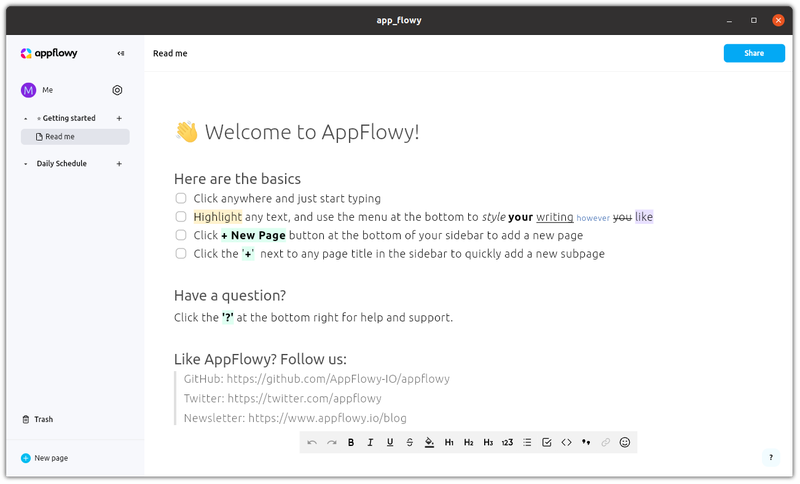 app_flowy
appflowy
Read me
Share
M Me
Getting started
Read me
Daily Schedule
👋 Welcome to AppFlowy!
Here are the basics
Click anywhere and just start typing
Highlight any text, and use the menu at the bottom to style your writing however you like
Click + New Page button at the bottom of your sidebar to add a new page
Click the '+' next to any page title in the sidebar to quickly add a new subpage
Have a question?
Click the '?' at the bottom right for help and support.
Like AppFlowy? Follow us:
GitHub: https://github.com/AppFlowy-IO/appflowy
Twitter: https://twitter.com/appflowy
Newsletter: https://www.appflowy.io/blog
Trash
B I U S H1 H2 H3 123
New page
?